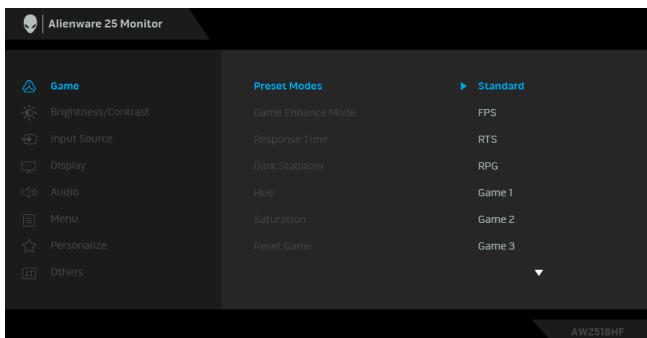 Alienware 25 Monitor
Game Preset Modes Standard
Brightness/Contrast Game Enhance Mode FPS
Input Source Response Time RTS
Display Dark Stabilizer RPG
Audio Hue Game 1
Menu Saturation Game 2
Personalize Reset Game Game 3
Others
AW2518HF